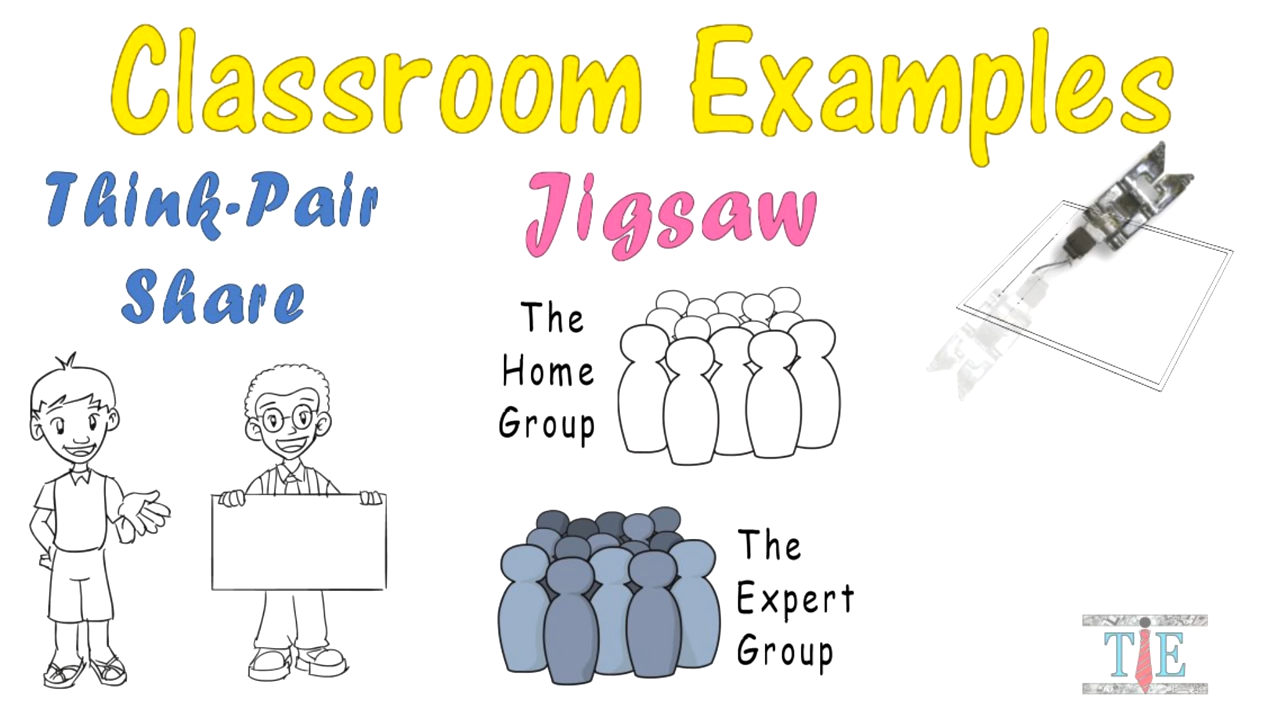 Classroom Examples
Think-Pair
Share
Jigsaw
The
Home
Group
The
Expert
Group
TIE